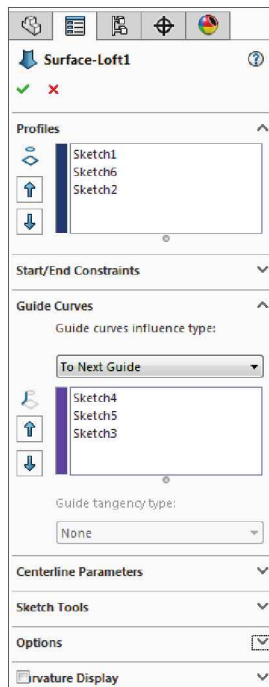 Surface-Loft1
Profiles
Sketch1
Sketch6
Sketch2
Start/End Constraints
Guide Curves
Guide curves influence type:
To Next Guide
Sketch4
Sketch5
Sketch3
Guide tangency type:
None
Centerline Parameters
Sketch Tools
Options
rvature Display